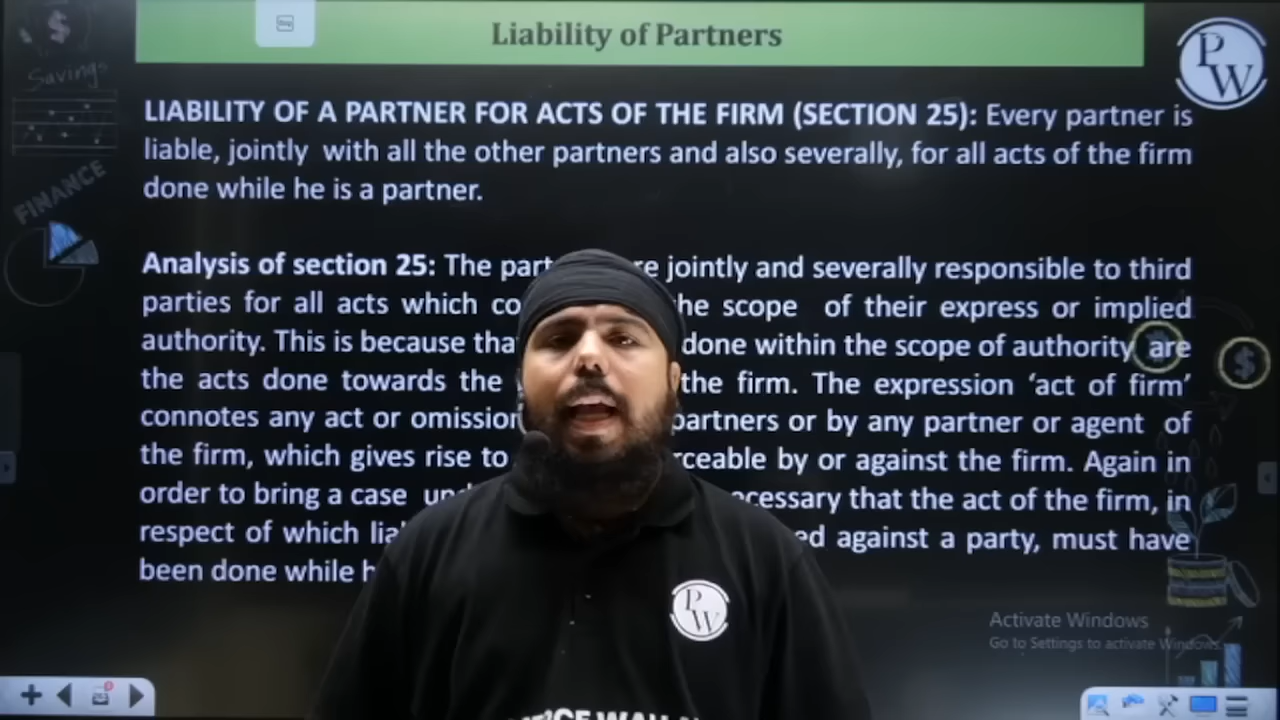 Liability of Partners
P
W
Savings
FINANCE
LIABILITY OF A PARTNER FOR ACTS OF THE FIRM (SECTION 25): Every partner is
liable, jointly with all the other partners and also severally, for all acts of the firm
done while he is a partner.
Analysis of section 25: The part re jointly and severally responsible to third
parties for all acts which co he scope of their express or implied
authority. This is because tha done within the scope of authority are
the acts done towards the the firm. The expression ‘act of firm’
connotes any act or omission partners or by any partner or agent of
the firm, which gives rise to rceable by or against the firm. Again in
order to bring a case un ecessary that the act of the firm, in
respect of which lia ed against a party, must have
been done while h
P
W
Activate Windows
Go to Settings to activate Windows.